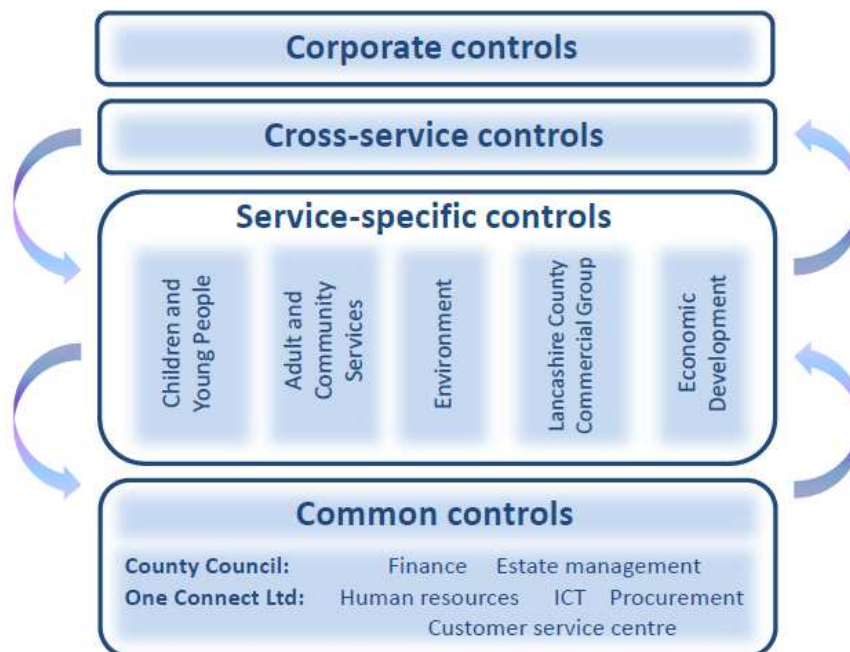 Corporate controls
Cross-service controls
Service-specific controls
Children and
Young People
Adult and
Community
Services
Environment
Lancashire County
Commercial Group
Economic
Development
Common controls
County Council: Finance Estate management
One Connect Ltd: Human resources ICT Procurement
Customer service centre